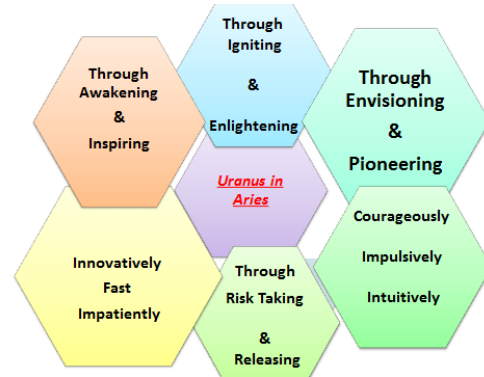 Through
Igniting
&
Enlightening
Through
Awakening
&
Inspiring
Through
Envisioning
&
Pioneering
Uranus in
Aries
Courageously
Impulsively
Intuitively
Innovatively
Fast
Impatiently
Through
Risk Taking
&
Releasing